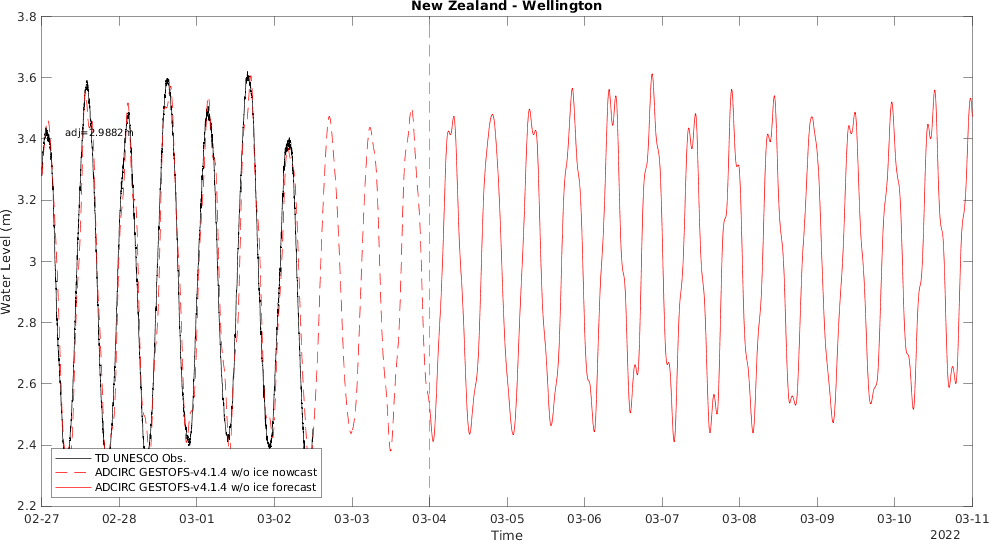 New Zealand - Wellington
3.8
3.6
3.4
3.2
3
2.8
2.6
2.4
2.2
Water Level (m)
adj=2.9882m
TD UNESCO Obs.
ADCIRC GESTOFS-v4.1.4 w/o ice nowcast
ADCIRC GESTOFS-v4.1.4 w/o ice forecast
02-27 02-28 03-01 03-02 03-03 03-04 03-05 03-06 03-07 03-08 03-09 03-10 03-11
Time
2022